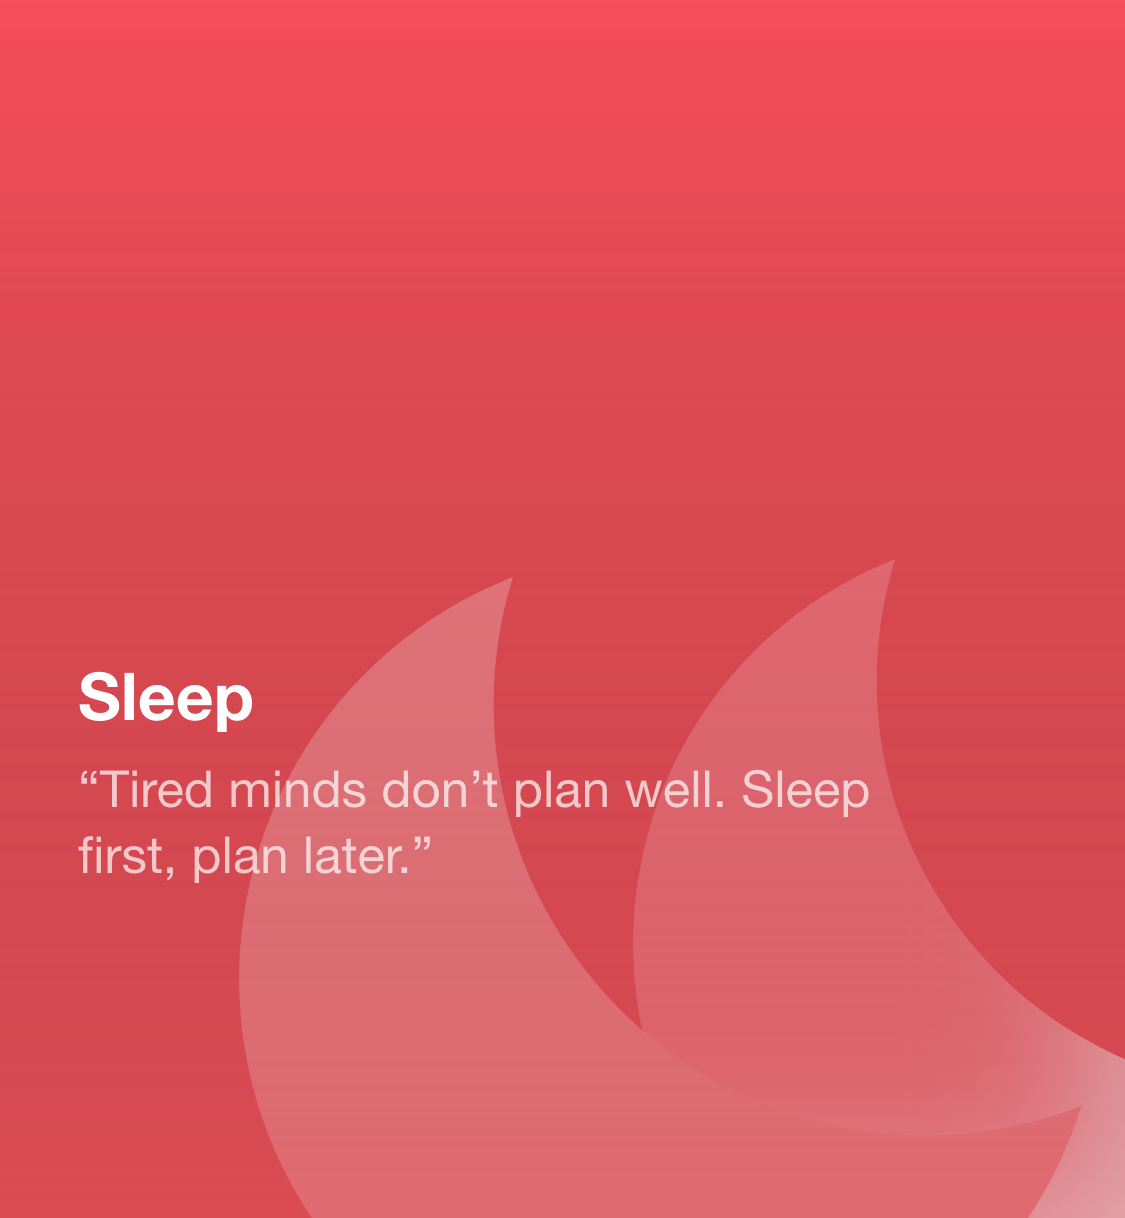 Sleep
“Tired minds don’t plan well. Sleep
first, plan later.”